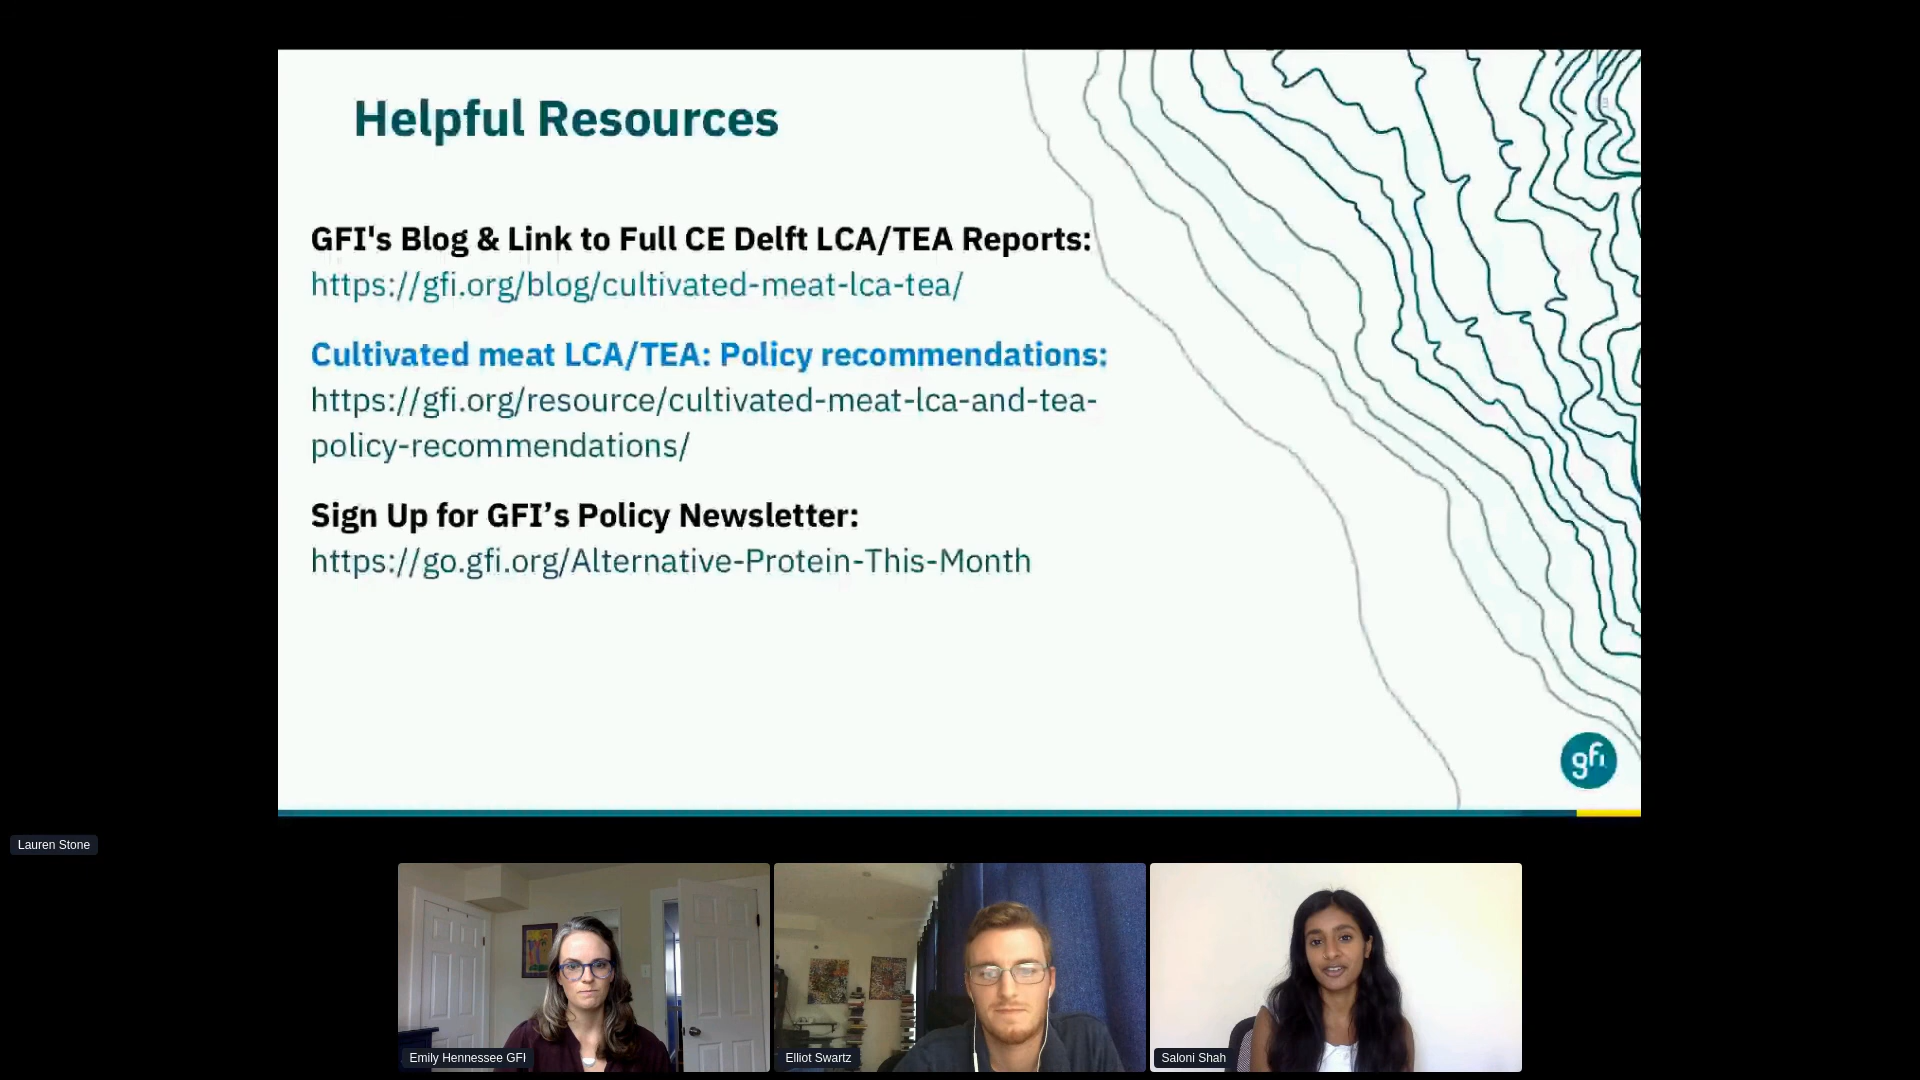 Helpful Resources
3
GFI's Blog & Link to Full CE Delft LCA/TEA Reports:
https://gfi.org/blog/cultivated-meat-lca-tea/
Cultivated meat LCA/TEA: Policy recommendations:
https://gfi.org/resource/cultivated-meat-lca-and-tea-
policy-recommendations/
Sign Up for GFI’s Policy Newsletter:
https://go.gfi.org/Alternative-Protein-This-Month
gfi
Lauren Stone
Emily Hennessee GFI
Elliot Swartz
Saloni Shah